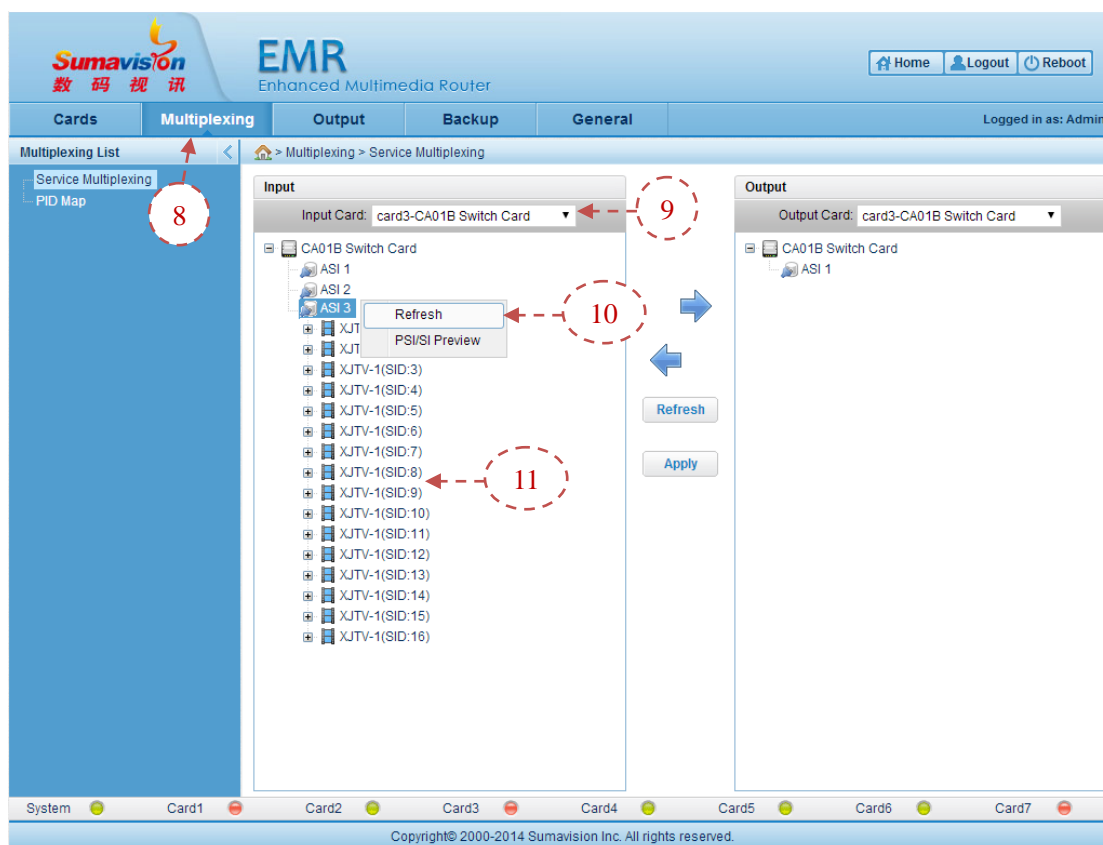 Sumavision
数 码 视 讯
EMR
Enhanced Multimedia Router
Home Logout Reboot
Cards Multiplexing Output Backup General Logged in as: Admin
Multiplexing List
> Multiplexing > Service Multiplexing
Service Multiplexing
PID Map
8
Input
Input Card: card3-CA01B Switch Card
9
CA01B Switch Card
ASI 1
ASI 2
ASI 3
Refresh
PSI/SI Preview
10
XJT
XJT
XJTV-1(SID:3)
XJTV-1(SID:4)
XJTV-1(SID:5)
XJTV-1(SID:6)
XJTV-1(SID:7)
XJTV-1(SID:8)
XJTV-1(SID:9)
XJTV-1(SID:10)
XJTV-1(SID:11)
XJTV-1(SID:12)
XJTV-1(SID:13)
XJTV-1(SID:14)
XJTV-1(SID:15)
XJTV-1(SID:16)
11
Refresh
Apply
Output
Output Card: card3-CA01B Switch Card
CA01B Switch Card
ASI 1
System Card1 Card2 Card3 Card4 Card5 Card6 Card7
Copyright© 2000-2014 Sumavision Inc. All rights reserved.